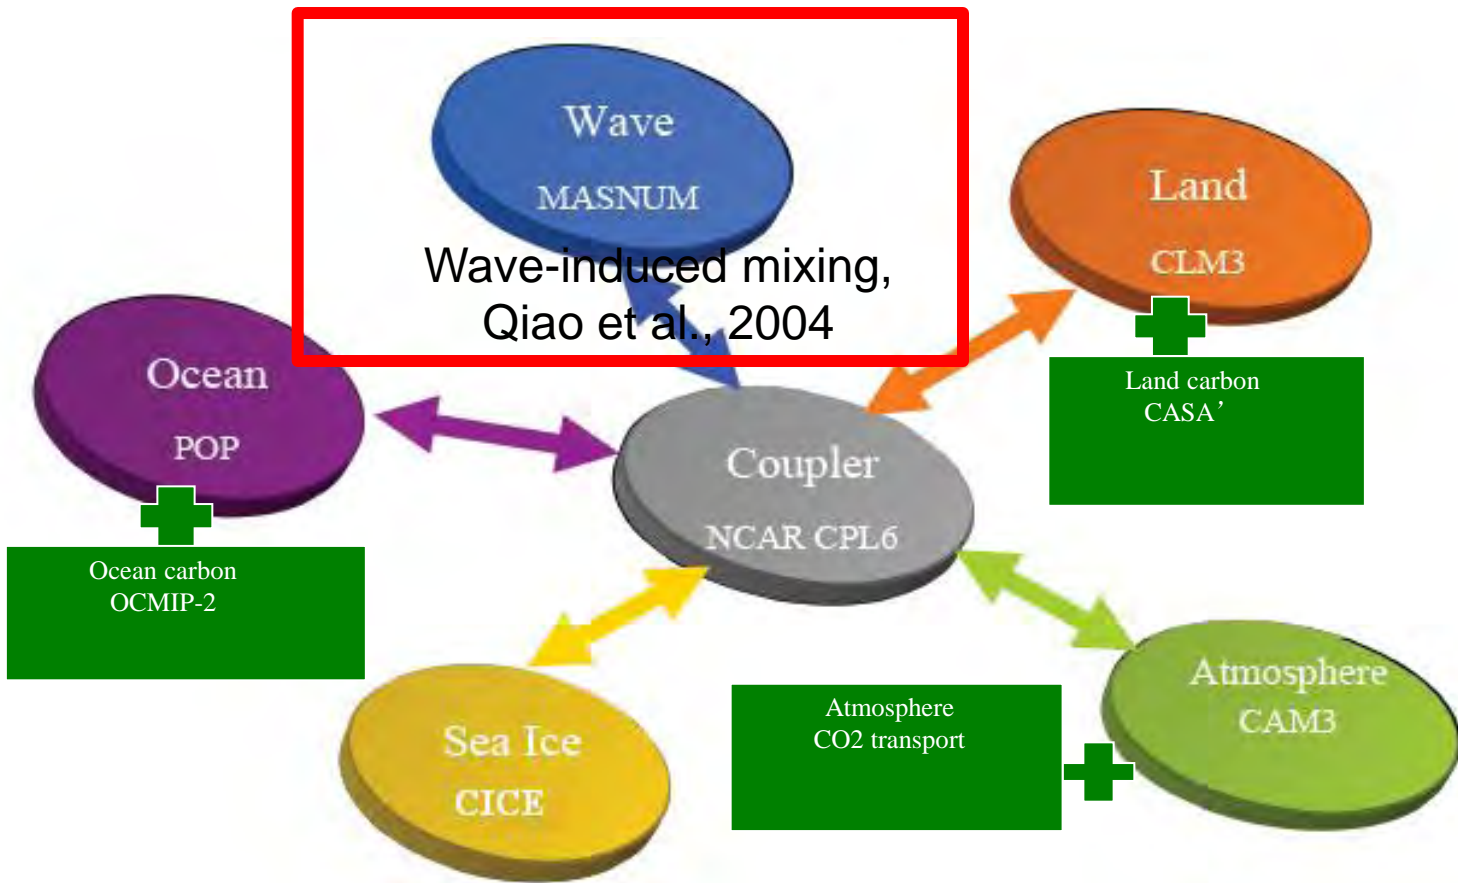 Wave
MASNUM
Wave-induced mixing,
Qiao et al., 2004
Land
CLM3
Land carbon
CASA’
Ocean
POP
Ocean carbon
OCMIP-2
Coupler
NCAR CPL6
Sea Ice
CICE
Atmosphere
CO2 transport
Atmosphere
CAM3